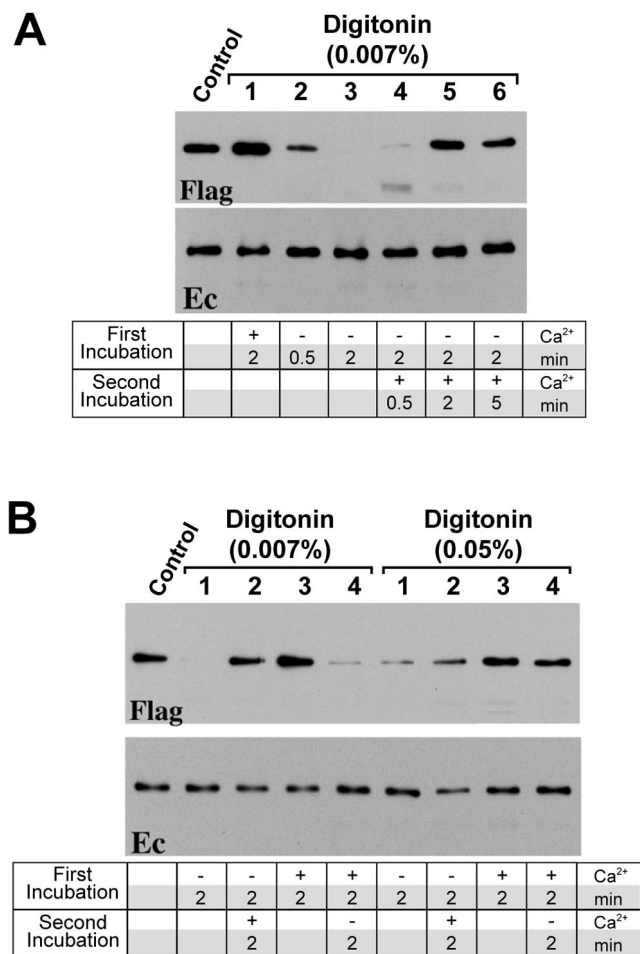 A
Control
Digitonin
(0.007%)
1 2 3 4 5 6
Flag
Ec
First Incubation + - - - - - Ca²⁺
2 0.5 2 2 2 2 min
Second Incubation + + + Ca²⁺
0.5 2 5 min
B
Control
Digitonin
(0.007%)
Digitonin
(0.05%)
1 2 3 4 1 2 3 4
Flag
Ec
First Incubation - - + + - - + + Ca²⁺
2 2 2 2 2 2 2 2 min
Second Incubation + - + - Ca²⁺
2 2 2 2 min